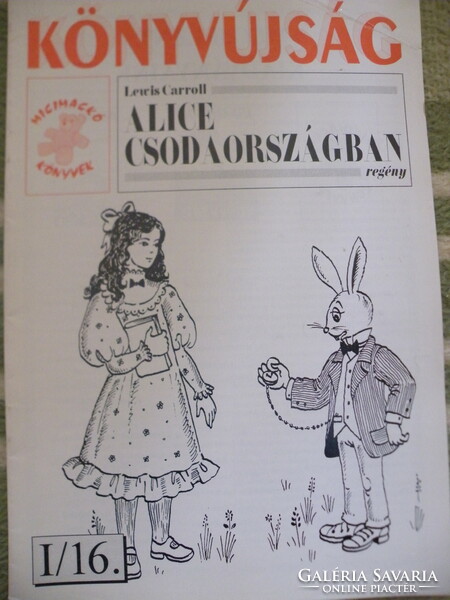 KÖNYVÚJSÁG
MICIMACKÓ
KÖNYVEK
Lewis Carroll
ALICE
CSODAORSZÁGBAN
regény
I/16.
GALÉRIA SAVARIA
ONLINE PIACTÉR